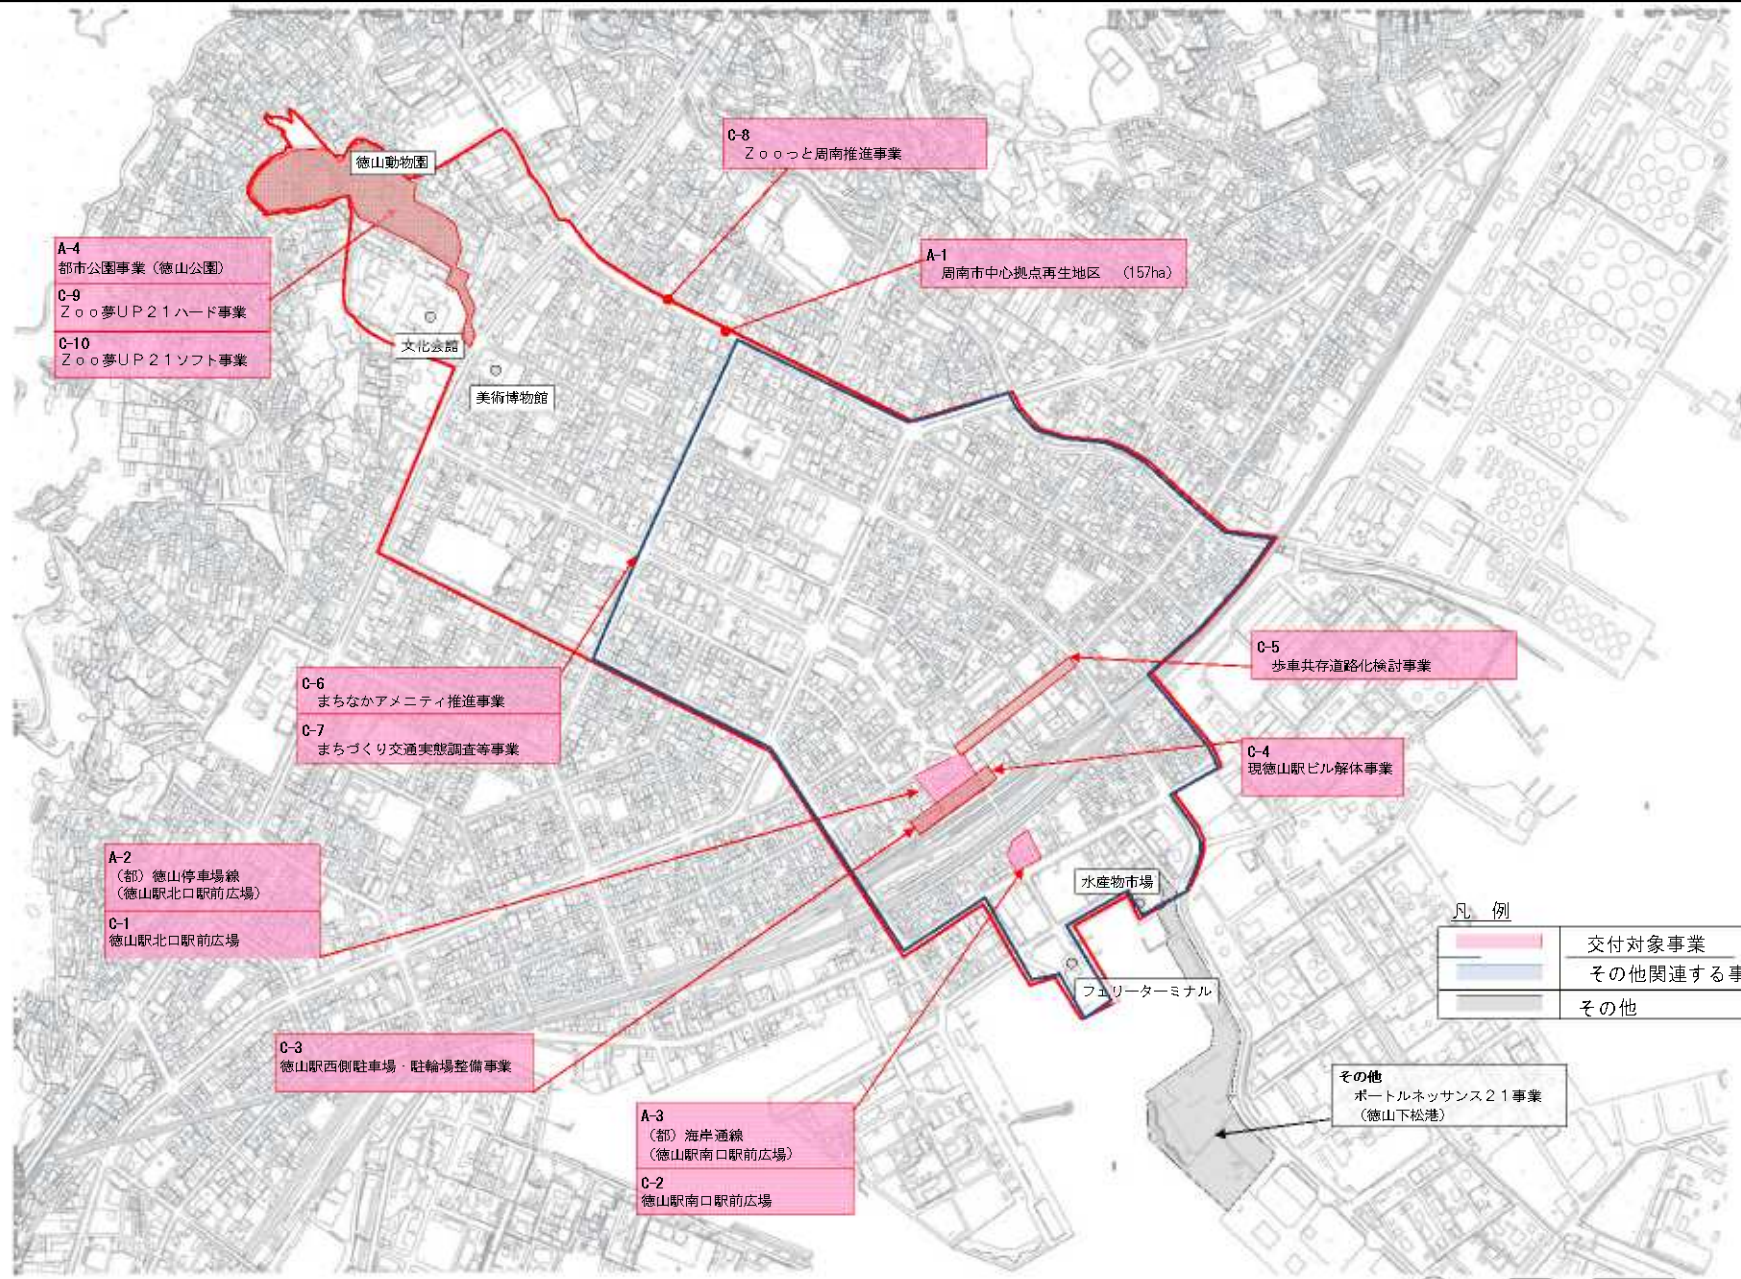 C-8
Ｚｏｏっと周南推進事業
徳山動物園
A-4
都市公園事業（徳山公園）
C-9
Ｚｏｏ夢ＵＰ２１ハード事業
C-10
Ｚｏｏ夢ＵＰ２１ソフト事業
A-1
周南市中心拠点再生地区　（157ha）
文化会館
美術博物館
C-5
歩車共存道路化検討事業
C-6
まちなかアメニティ推進事業
C-7
まちづくり交通実態調査等事業
C-4
現徳山駅ビル解体事業
A-2
（都）徳山停車場線
（徳山駅北口駅前広場）
C-1
徳山駅北口駅前広場
水産物市場
フェリーターミナル
凡　例
交付対象事業
その他関連する事
その他
C-3
徳山駅西側駐車場・駐輪場整備事業
その他
ポートルネッサンス２１事業
（徳山下松港）
A-3
（都）海岸通線
（徳山駅南口駅前広場）
C-2
徳山駅南口駅前広場